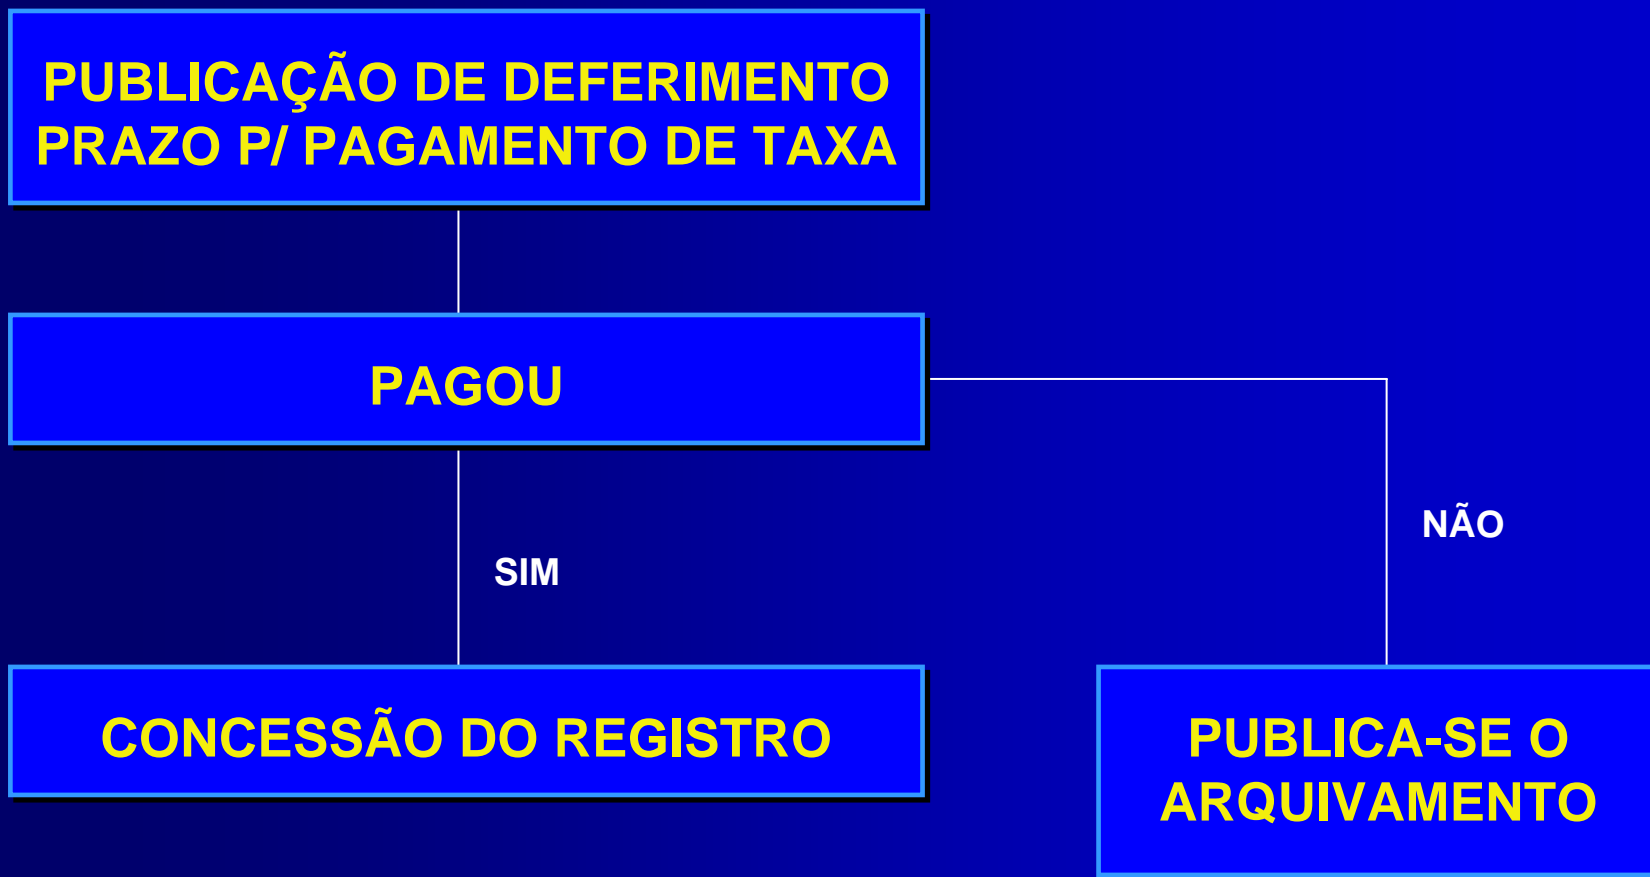 PUBLICAÇÃO DE DEFERIMENTO
PRAZO P/ PAGAMENTO DE TAXA
PAGOU
NÃO
SIM
CONCESSÃO DO REGISTRO
PUBLICA-SE O
ARQUIVAMENTO